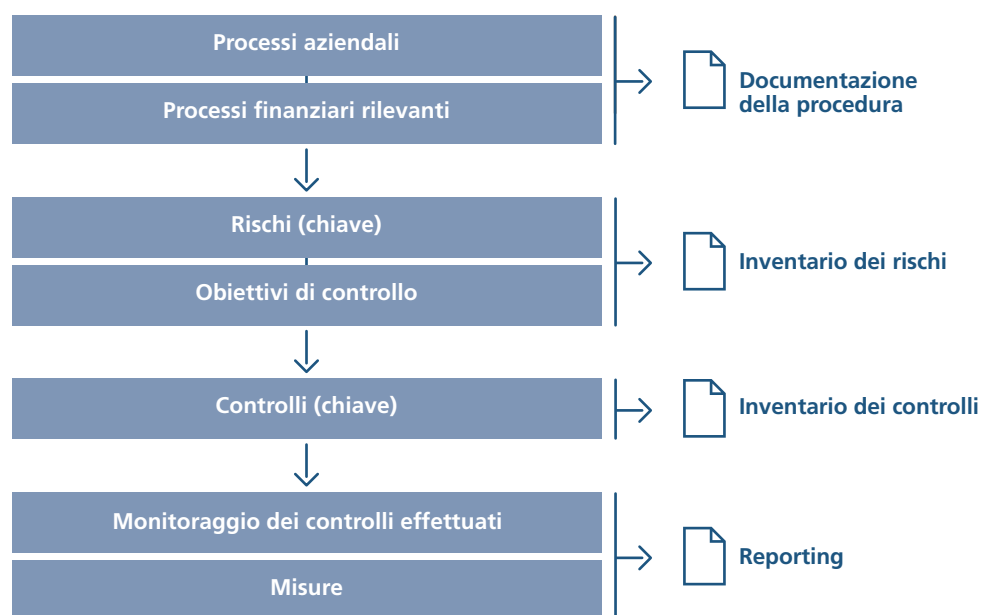 Processi aziendali
Processi finanziari rilevanti
Documentazione
della procedura
Rischi (chiave)
Obiettivi di controllo
Inventario dei rischi
Controlli (chiave)
Inventario dei controlli
Monitoraggio dei controlli effettuati
Misure
Reporting